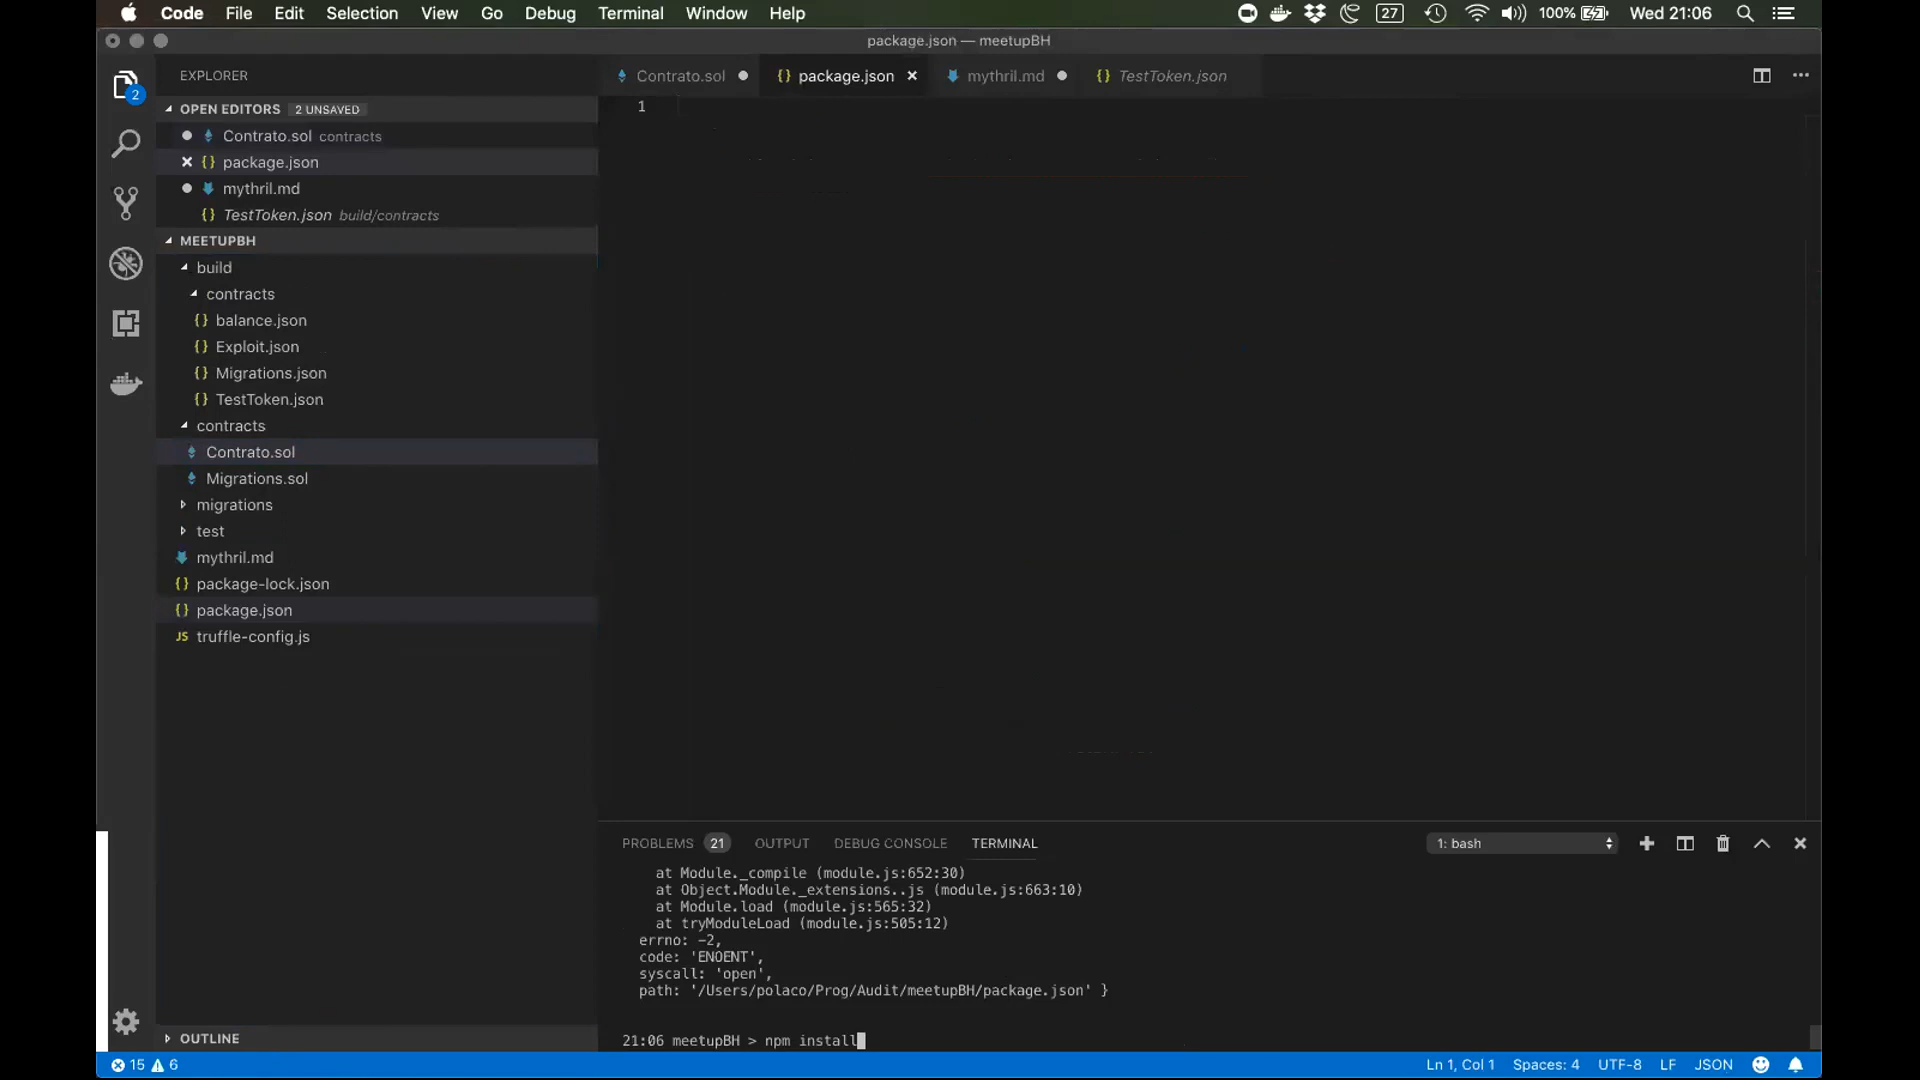 Code File Edit Selection View Go Debug Terminal Window Help 27 100% Wed 21:06
package.json — meetupBH
EXPLORER
Contrato.sol package.json mythril.md TestToken.json
OPEN EDITORS 2 UNSAVED
Contrato.sol contracts
package.json
mythril.md
TestToken.json build/contracts
MEETUPBH
build
contracts
balance.json
Exploit.json
Migrations.json
TestToken.json
contracts
Contrato.sol
Migrations.sol
migrations
test
mythril.md
package-lock.json
package.json
JS truffle-config.js
OUTLINE
2
1
PROBLEMS 21 OUTPUT DEBUG CONSOLE TERMINAL 1: bash
at Module._compile (module.js:652:30)
at Object.Module._extensions..js (module.js:663:10)
at Module.load (module.js:565:32)
at tryModuleLoad (module.js:505:12)
errno: -2,
code: 'ENOENT',
syscall: 'open',
path: '/Users/polaco/Prog/Audit/meetupBH/package.json' }
21:06 meetupBH > npm install
15 6 Ln 1, Col 1 Spaces: 4 UTF-8 LF JSON